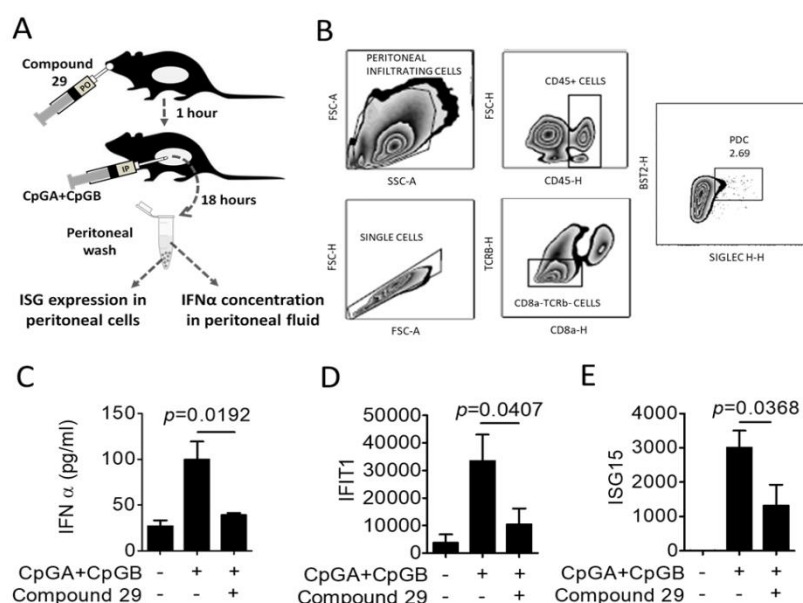 A
Compound
29
PO
1 hour
IP
CpGA+CpGB
18 hours
Peritoneal
wash
ISG expression in
peritoneal cells
IFNα concentration
in peritoneal fluid
B
PERITONEAL
INFILTRATING CELLS
FSC-A
SSC-A
CD45+ CELLS
FSC-H
CD45-H
PDC
2.69
BST2-H
SIGLEC H-H
SINGLE CELLS
FSC-H
FSC-A
CD8a-TCRb- CELLS
TCRB-H
CD8a-H
C
p=0.0192
IFN α (pg/ml)
150
100
50
0
CpGA+CpGB - + +
Compound 29 - - +
D
p=0.0407
IFIT1
50000
40000
30000
20000
10000
0
CpGA+CpGB - + +
Compound 29 - - +
E
p=0.0368
ISG15
4000
3000
2000
1000
0
CpGA+CpGB - + +
Compound 29 - - +